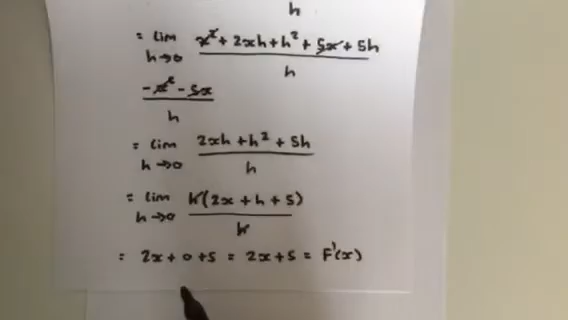 h
= lim x² + 2xh + h² + 5x + 5h
h→0 h
-x² - 5x
h
= lim 2xh + h² + 5h
h→0 h
= lim h(2x + h + 5)
h→0 h
= 2x + 0 + 5 = 2x + 5 = F'(x)